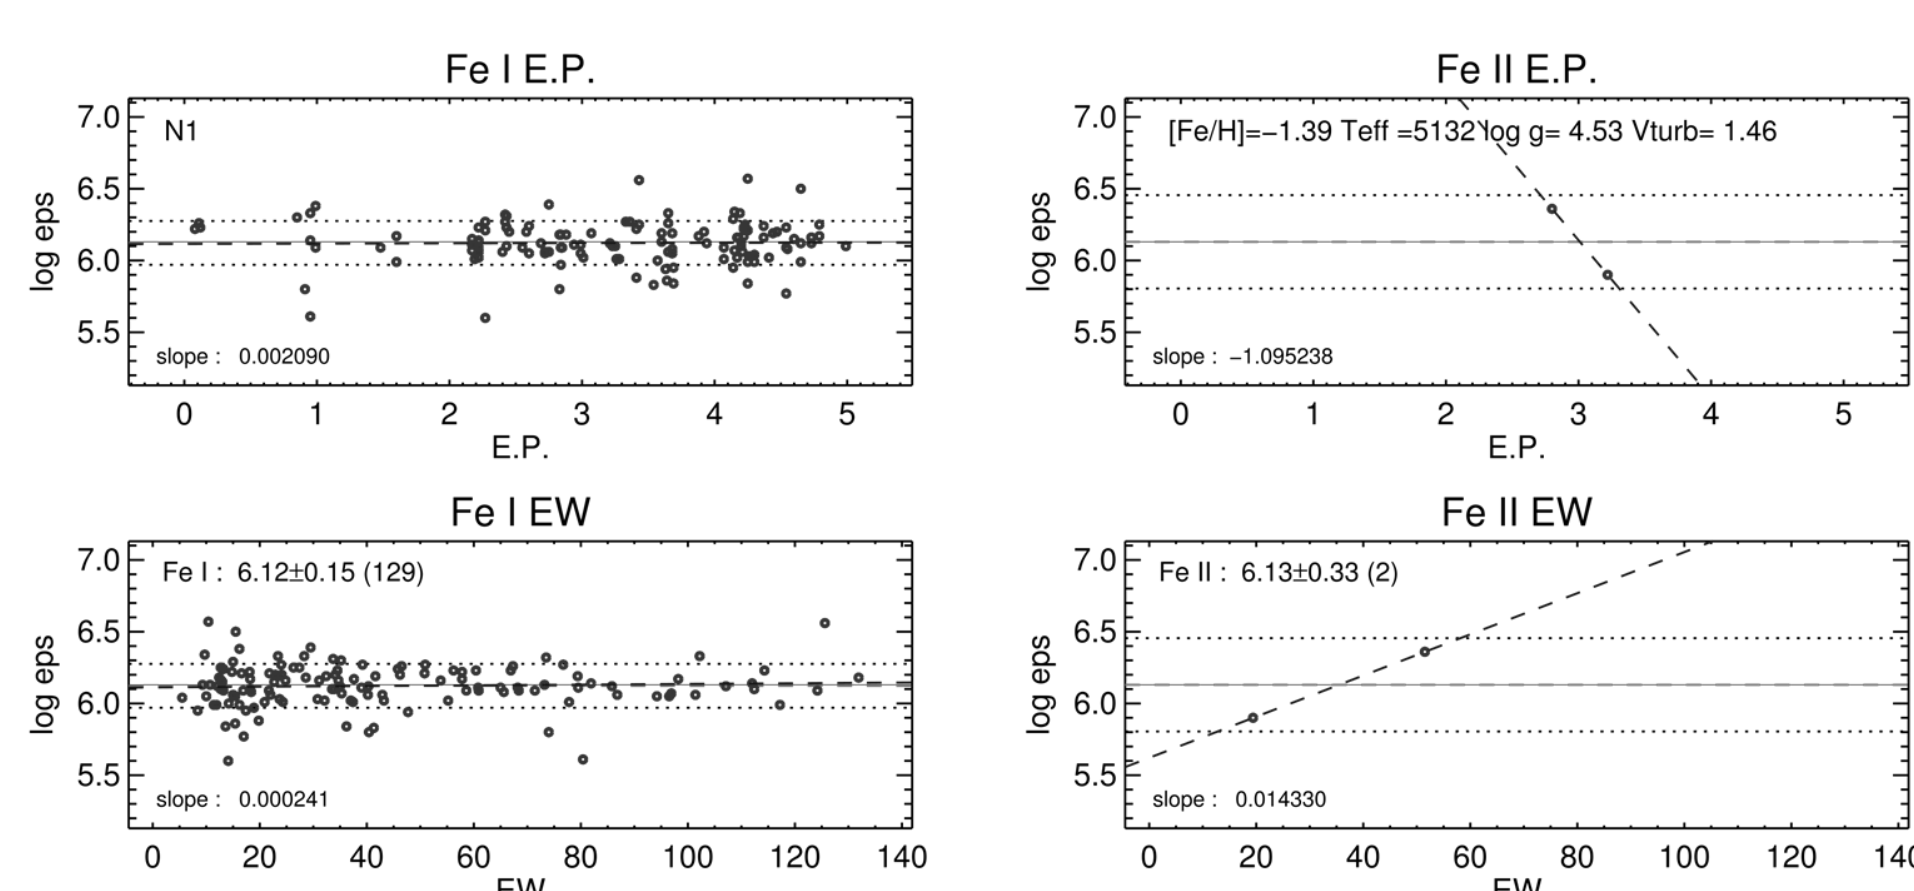 Fe I E.P.
7.0
6.5
6.0
5.5
log eps
N1
slope : 0.002090
0 1 2 3 4 5
E.P.
Fe II E.P.
7.0
6.5
6.0
5.5
log eps
[Fe/H]=−1.39 Teff =5132 log g= 4.53 Vturb= 1.46
slope : −1.095238
0 1 2 3 4 5
E.P.
Fe I EW
7.0
6.5
6.0
5.5
log eps
Fe I : 6.12±0.15 (129)
slope : 0.000241
0 20 40 60 80 100 120 140
EW
Fe II EW
7.0
6.5
6.0
5.5
log eps
Fe II : 6.13±0.33 (2)
slope : 0.014330
0 20 40 60 80 100 120 140
EW